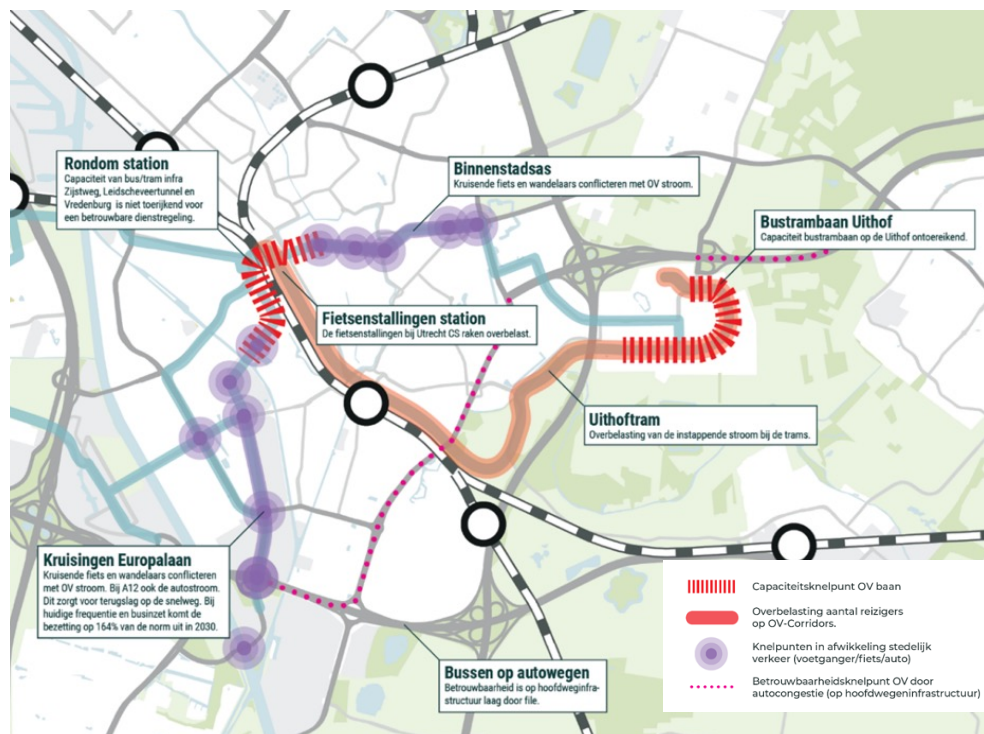 Rondom station
Capaciteit van bus/tram infra
Zijstweg, Leidscheveertunnel en
Vredenburg is niet toerijkend voor
een betrouwbare dienstregeling.
Binnenstadsas
Kruisende fiets en wandelaars conflicteren met OV stroom.
Bustrambaan Uithof
Capaciteit bustrambaan op de Uithof ontoereikend.
Fietsenstallingen station
De fietsenstallingen bij Utrecht CS raken overbelast.
Uithoftram
Overbelasting van de instappende stroom bij de trams.
Kruisingen Europalaan
Kruisende fiets en wandelaars conflicteren
met OV stroom. Bij A12 ook de autostroom.
Dit zorgt voor terugslag op de snelweg. Bij
huidige frequentie en businzet komt de
bezetting op 164% van de norm uit in 2030.
Bussen op autowegen
Betrouwbaarheid is op hoofdweginfra-
structuur laag door file.
Capaciteitsknelpunt OV baan
Overbelasting aantal reizigers
op OV-Corridors.
Knelpunten in afwikkeling stedelijk
verkeer (voetganger/fiets/auto)
Betrouwbaarheidsknelpunt OV door
autocongestie (op hoofdwegeninfrastructuur)